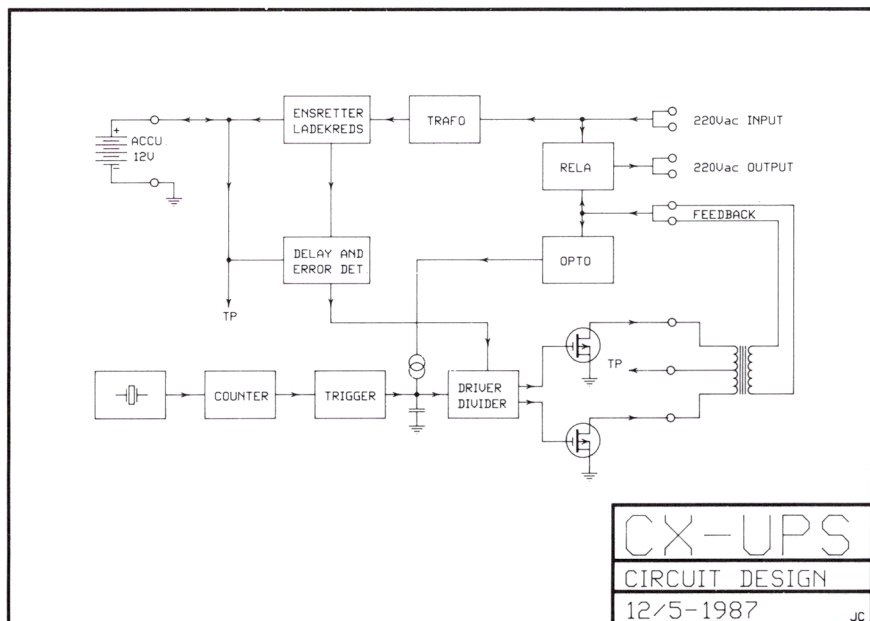 ENSRETTER
LADEKREDS
TRAFO
220Vac INPUT
+
ACCU.
12V
-
RELA
220Vac OUTPUT
FEEDBACK
DELAY AND
ERROR DET.
OPTO
TP
TP
COUNTER
TRIGGER
DRIVER
DIVIDER
CX-UPS
CIRCUIT DESIGN
12/5-1987
JC